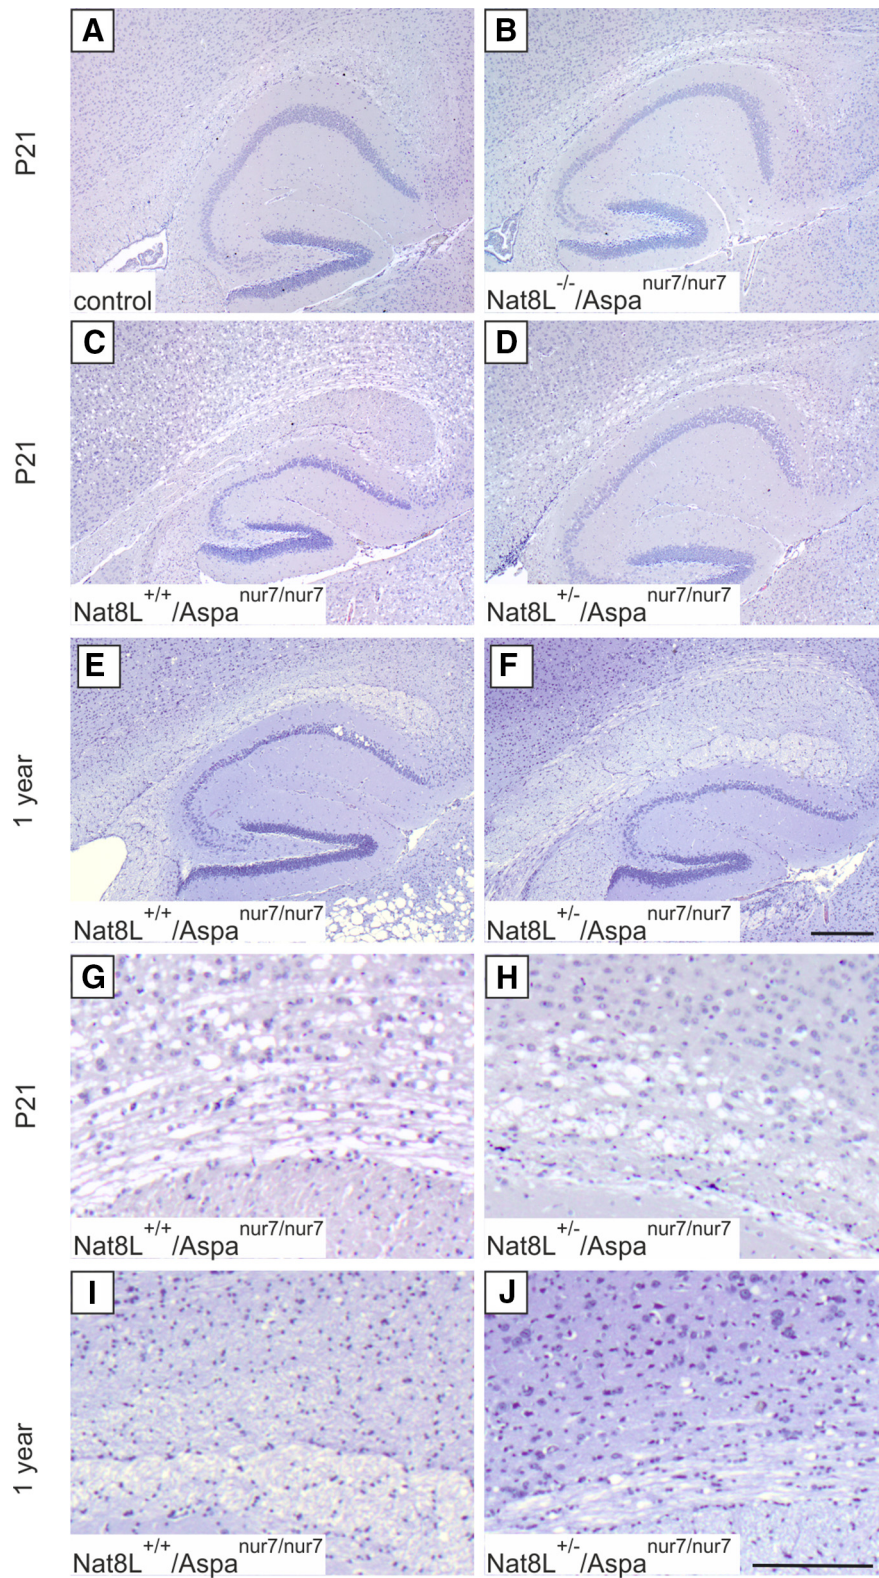 A
B
P21
control
Nat8L-/-/Aspanur7/nur7
C
D
P21
Nat8L+/+/Aspanur7/nur7
Nat8L+/-/Aspanur7/nur7
E
F
1 year
Nat8L+/+/Aspanur7/nur7
Nat8L+/-/Aspanur7/nur7
G
H
P21
Nat8L+/+/Aspanur7/nur7
Nat8L+/-/Aspanur7/nur7
I
J
1 year
Nat8L+/+/Aspanur7/nur7
Nat8L+/-/Aspanur7/nur7